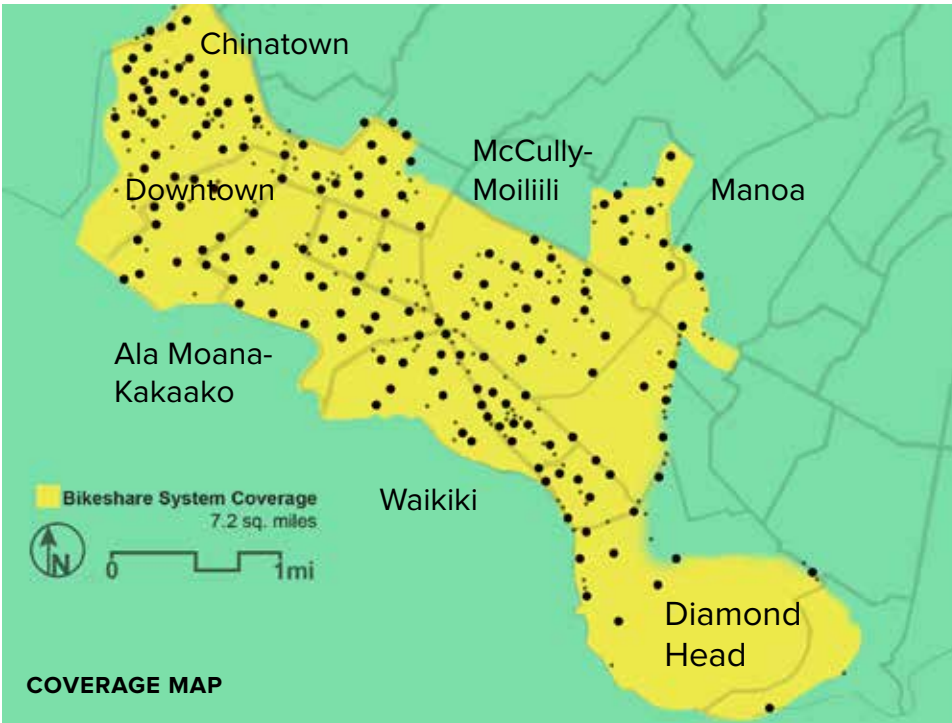 Chinatown
McCully-
Moiliili
Manoa
Downtown
Ala Moana-
Kakaako
Waikiki
Bikeshare System Coverage
7.2 sq. miles
N
0 1mi
Diamond
Head
COVERAGE MAP